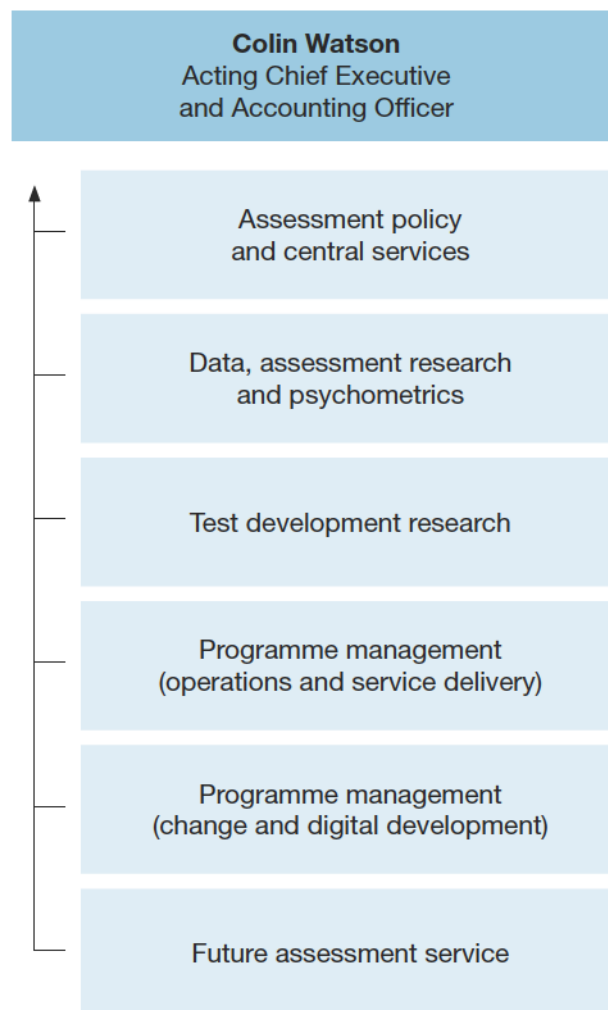 Colin Watson
Acting Chief Executive
and Accounting Officer
Assessment policy
and central services
Data, assessment research
and psychometrics
Test development research
Programme management
(operations and service delivery)
Programme management
(change and digital development)
Future assessment service